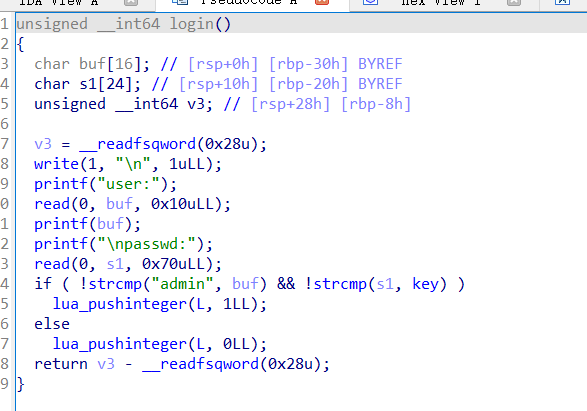 IDA View A Pseudocode A Hex View 1
1 unsigned __int64 login()
2 {
3 char buf[16]; // [rsp+0h] [rbp-30h] BYREF
4 char s1[24]; // [rsp+10h] [rbp-20h] BYREF
5 unsigned __int64 v3; // [rsp+28h] [rbp-8h]
6
7 v3 = __readfsqword(0x28u);
8 write(1, "\n", 1uLL);
9 printf("user:");
0 read(0, buf, 0x10uLL);
1 printf(buf);
2 printf("\npasswd:");
3 read(0, s1, 0x70uLL);
4 if ( !strcmp("admin", buf) && !strcmp(s1, key) )
5 lua_pushinteger(L, 1LL);
6 else
7 lua_pushinteger(L, 0LL);
8 return v3 - __readfsqword(0x28u);
9 }